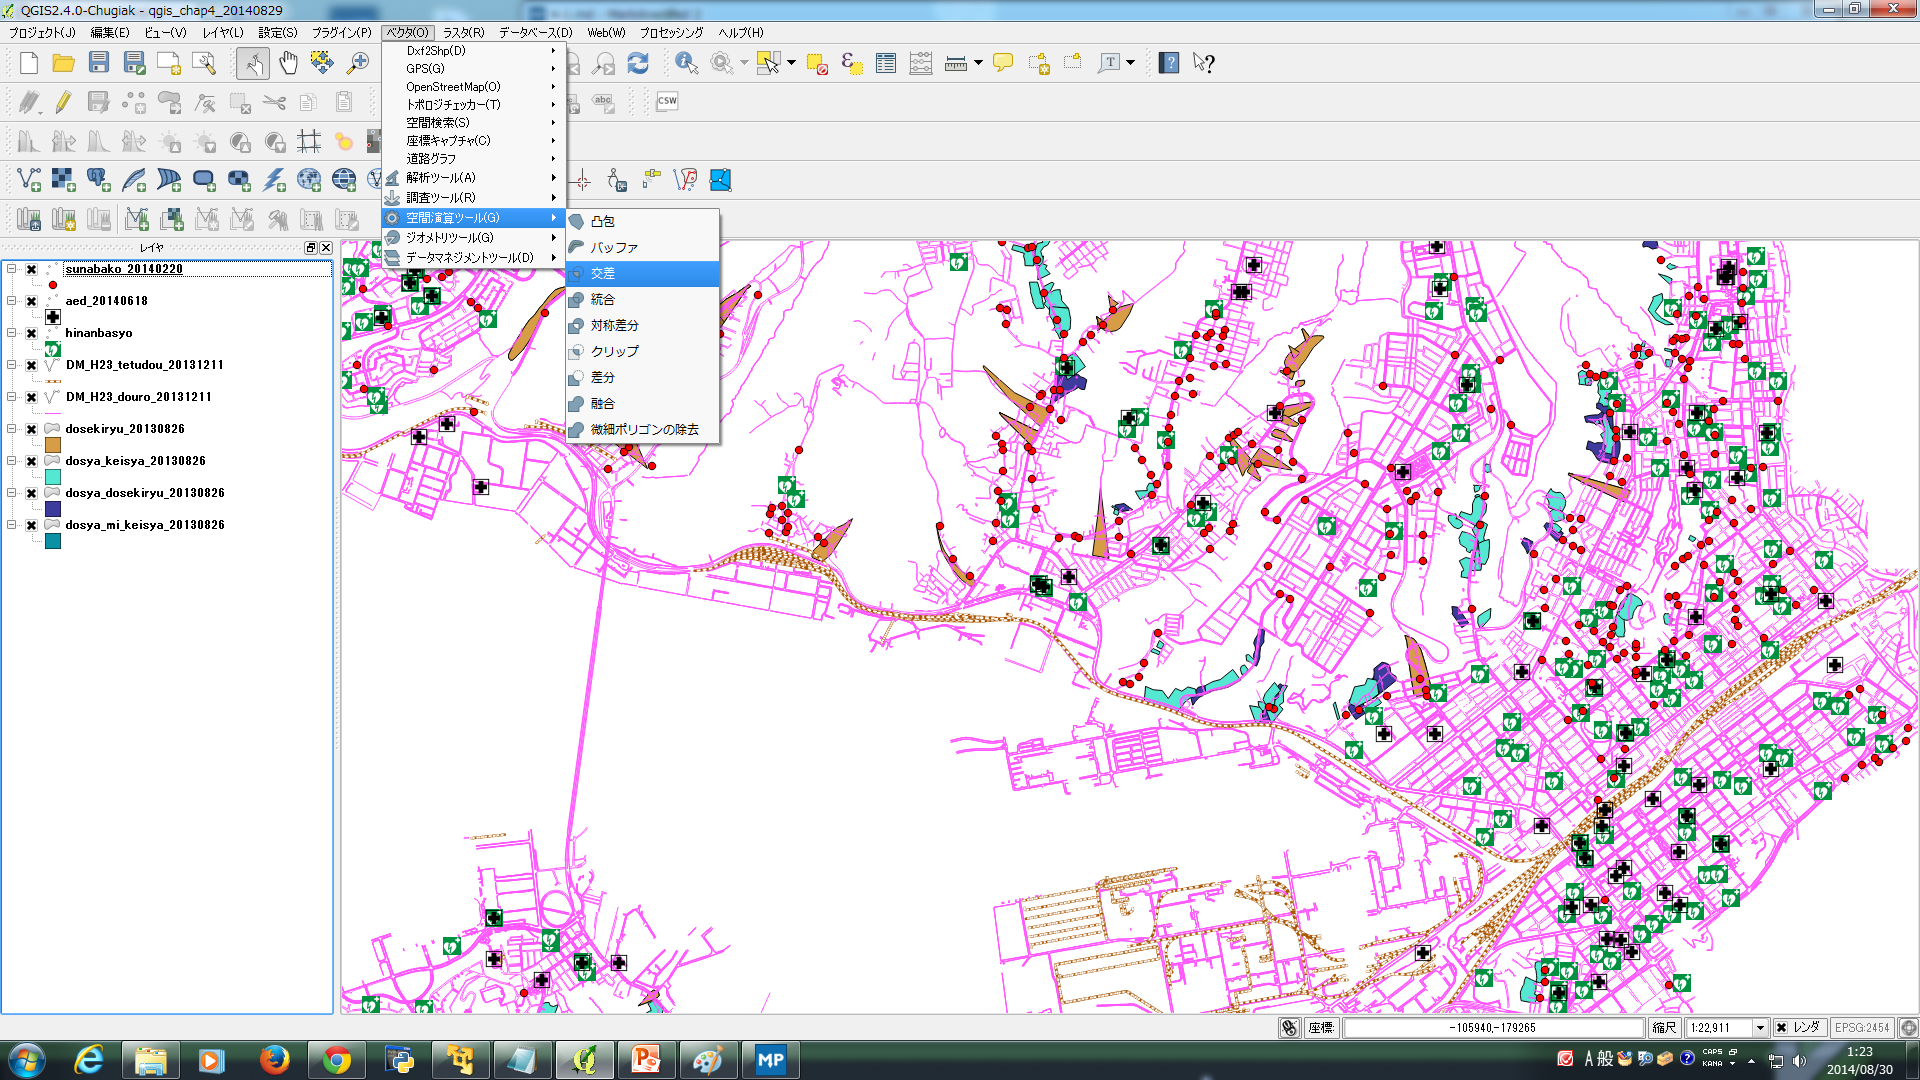 QGIS2.4.0-Chugiak - qgis_chap4_20140829
プロジェクト(J) 編集(E) ビュー(V) レイヤ(L) 設定(S) プラグイン(P) ベクタ(O) ラスタ(R) データベース(D) Web(W) プロセッシング ヘルプ(H)
Dxf2Shp(D)
GPS(G)
OpenStreetMap(O)
トポロジチェッカー(T)
空間検索(S)
座標キャプチャ(C)
道路グラフ
解析ツール(A)
調査ツール(R)
空間演算ツール(G)
ジオメトリツール(G)
データマネジメントツール(D)
凸包
バッファ
交差
統合
対称差分
クリップ
差分
融合
微細ポリゴンの除去
abc
CSW
レイヤ
sunabako_20140220
aed_20140618
hinanbasyo
DM_H23_tetudou_20131211
DM_H23_douro_20131211
dosekiryu_20130826
dosya_keisya_20130826
dosya_dosekiryu_20130826
dosya_mi_keisya_20130826
座標: -105940,-179265 縮尺 1:22,911 レンダ EPSG:2454
MP
A 般
CAPS
KANA
1:23
2014/08/30